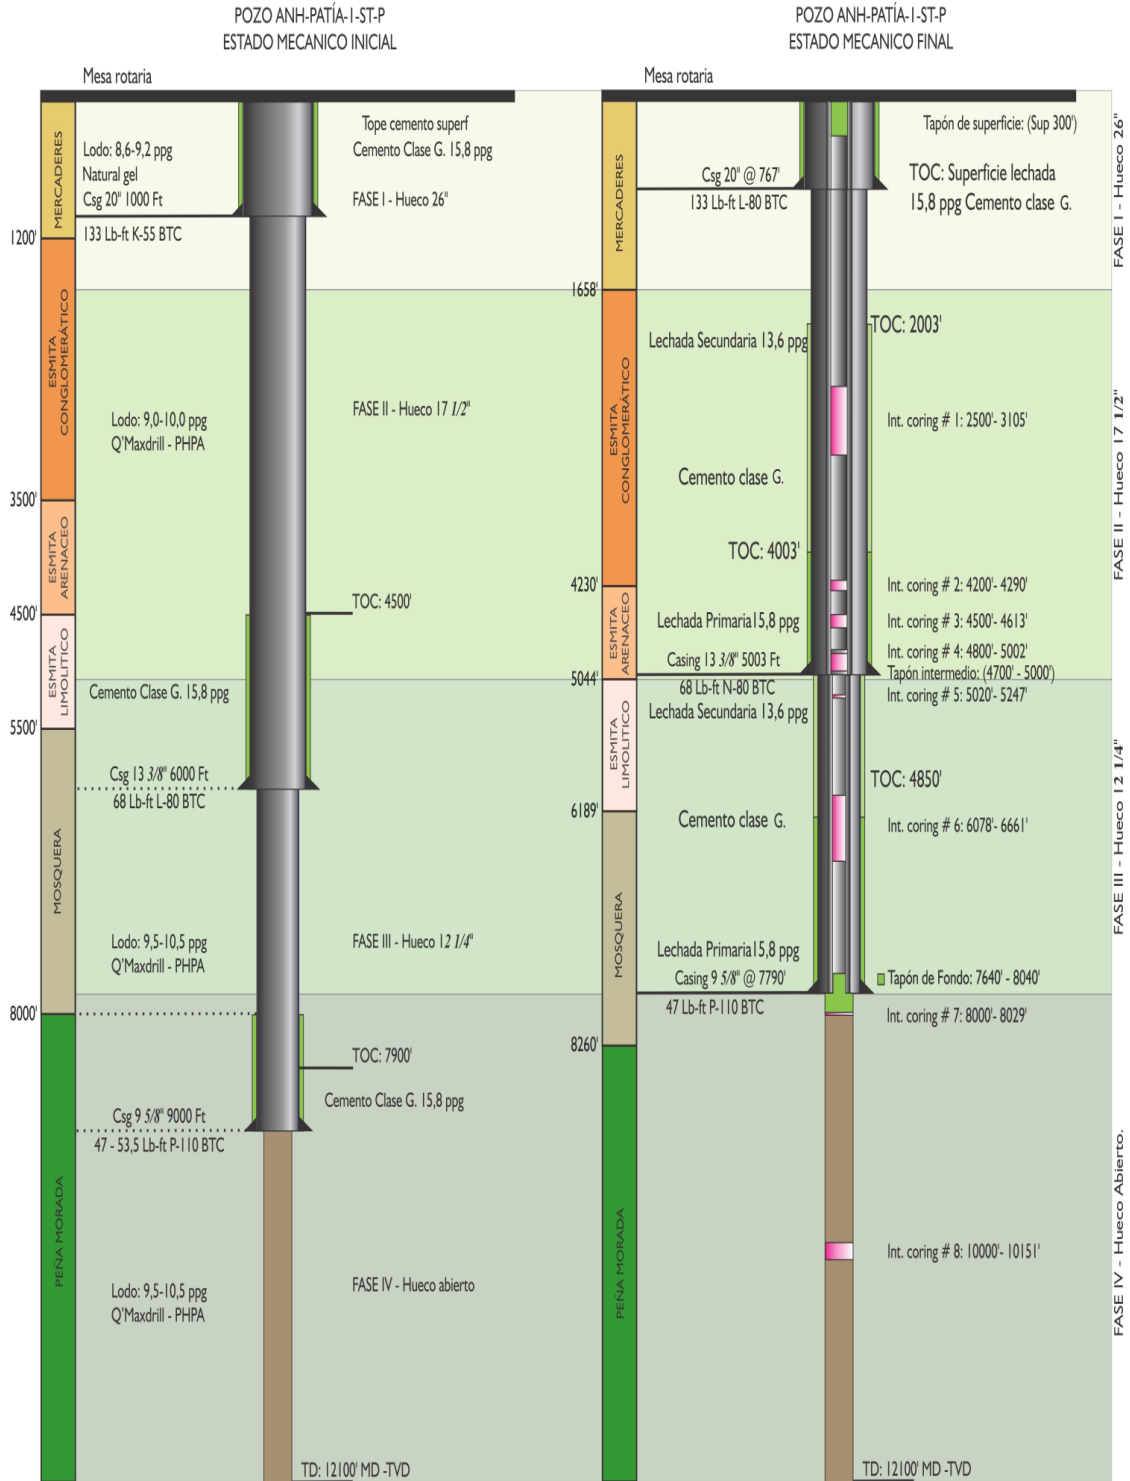 POZO ANH-PATÍA-1-ST-P
ESTADO MECANICO INICIAL
Mesa rotaria
MERCADERES
Lodo: 8,6-9,2 ppg
Natural gel
Csg 20" 1000 Ft
133 Lb-ft K-55 BTC
Tope cemento superf
Cemento Clase G. 15,8 ppg
FASE I - Hueco 26"
1200'
ESMITA
CONGLOMERÁTICO
Lodo: 9,0-10,0 ppg
Q'Maxdrill - PHPA
FASE II - Hueco 17 1/2"
3500'
ESMITA
ARENACEO
TOC: 4500'
4500'
ESMITA
LIMOLITICO
Cemento Clase G. 15,8 ppg
5500'
Csg 13 3/8" 6000 Ft
68 Lb-ft L-80 BTC
MOSQUERA
Lodo: 9,5-10,5 ppg
Q'Maxdrill - PHPA
FASE III - Hueco 12 1/4"
8000'
TOC: 7900'
Cemento Clase G. 15,8 ppg
Csg 9 5/8" 9000 Ft
47 - 53,5 Lb-ft P-110 BTC
PEÑA MORADA
Lodo: 9,5-10,5 ppg
Q'Maxdrill - PHPA
FASE IV - Hueco abierto
TD: 12100' MD -TVD
POZO ANH-PATÍA-1-ST-P
ESTADO MECANICO FINAL
Mesa rotaria
MERCADERES
Tapón de superficie: (Sup 300')
Csg 20" @ 767'
133 Lb-ft L-80 BTC
TOC: Superficie lechada
15,8 ppg Cemento clase G.
FASE I - Hueco 26"
1658'
ESMITA
CONGLOMERÁTICO
TOC: 2003'
Lechada Secundaria 13,6 ppg
Int. coring # 1: 2500'- 3105'
Cemento clase G.
FASE II - Hueco 17 1/2"
TOC: 4003'
4230'
Int. coring # 2: 4200'- 4290'
ESMITA
ARENACEO
Lechada Primaria15,8 ppg
Int. coring # 3: 4500'- 4613'
Int. coring # 4: 4800'- 5002'
Casing 13 3/8" 5003 Ft
Tapón intermedio: (4700' - 5000')
5044'
68 Lb-ft N-80 BTC
Int. coring # 5: 5020'- 5247'
ESMITA
LIMOLITICO
Lechada Secundaria 13,6 ppg
TOC: 4850'
6189'
Cemento clase G.
Int. coring # 6: 6078'- 6661'
FASE III - Hueco 12 1/4"
MOSQUERA
Lechada Primaria15,8 ppg
Casing 9 5/8" @ 7790'
Tapón de Fondo: 7640' - 8040'
47 Lb-ft P-110 BTC
Int. coring # 7: 8000'- 8029'
8260'
PEÑA MORADA
Int. coring # 8: 10000'- 10151'
FASE IV - Hueco Abierto.
TD: 12100' MD -TVD